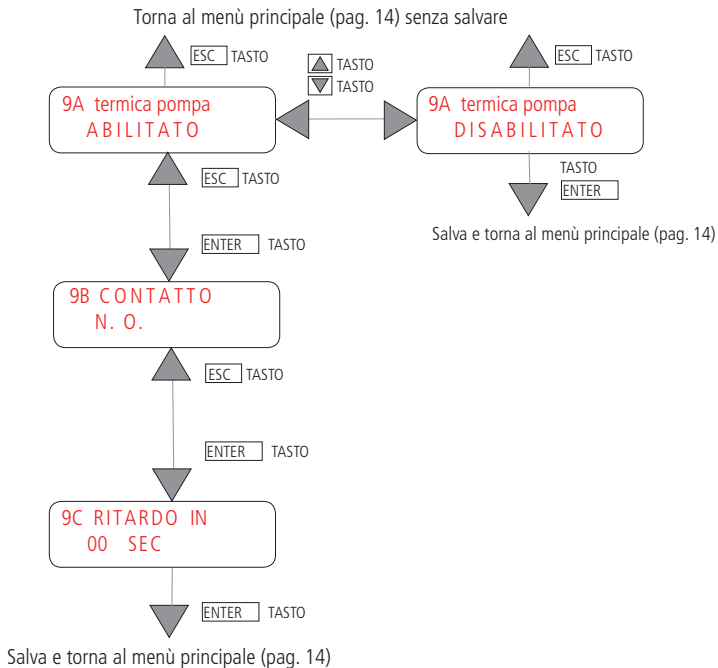 Torna al menù principale (pag. 14) senza salvare
ESC TASTO
TASTO
TASTO
ESC TASTO
9A termica pompa
ABILITATO
9A termica pompa
DISABILITATO
ESC TASTO
TASTO
ENTER
Salva e torna al menù principale (pag. 14)
ENTER TASTO
9B CONTATTO
N. O.
ESC TASTO
ENTER TASTO
9C RITARDO IN
00 SEC
ENTER TASTO
Salva e torna al menù principale (pag. 14)